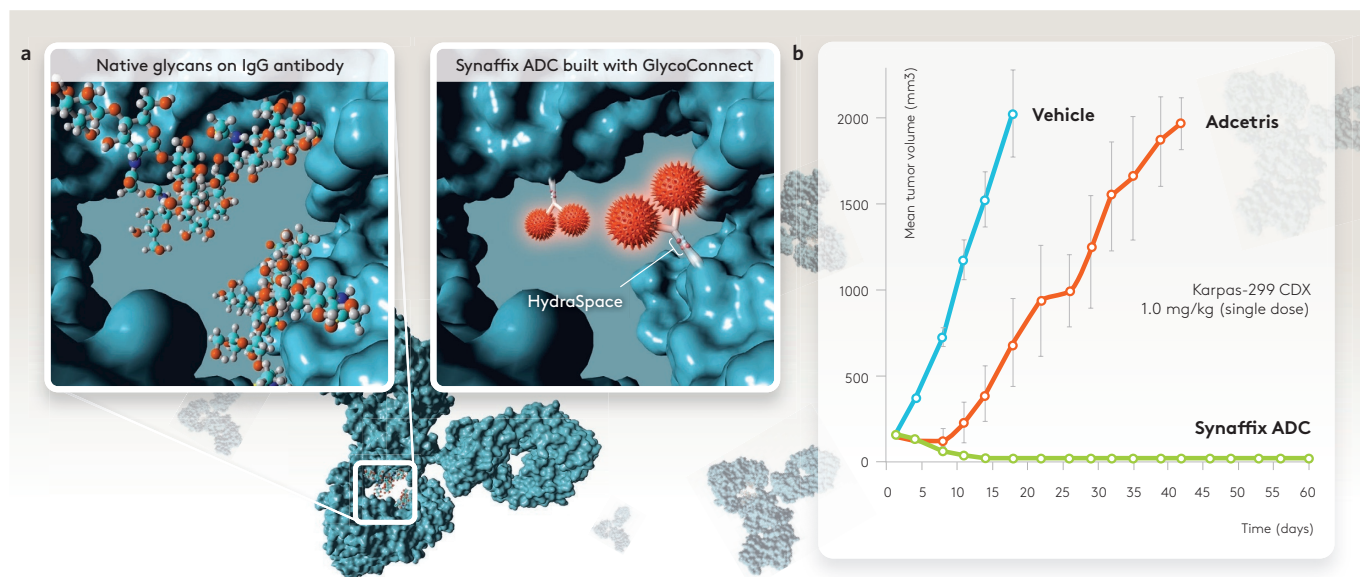 a
Native glycans on IgG antibody
Synaffix ADC built with GlycoConnect
HydraSpace
b
Mean tumor volume (mm3)
2000
1500
1000
500
0
Vehicle
Adcetris
Karpas-299 CDX
1.0 mg/kg (single dose)
Synaffix ADC
0 5 10 15 20 25 30 35 40 45 50 55 60
Time (days)